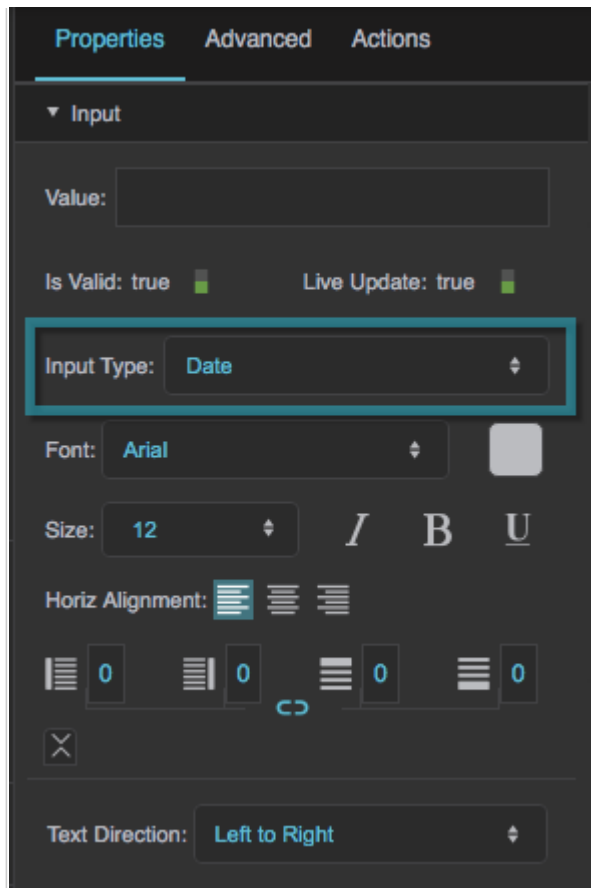 Properties Advanced Actions
Input
Value:
Is Valid: true Live Update: true
Input Type: Date
Font: Arial
Size: 12 I B U
Horiz Alignment:
0 0 0 0
Text Direction: Left to Right